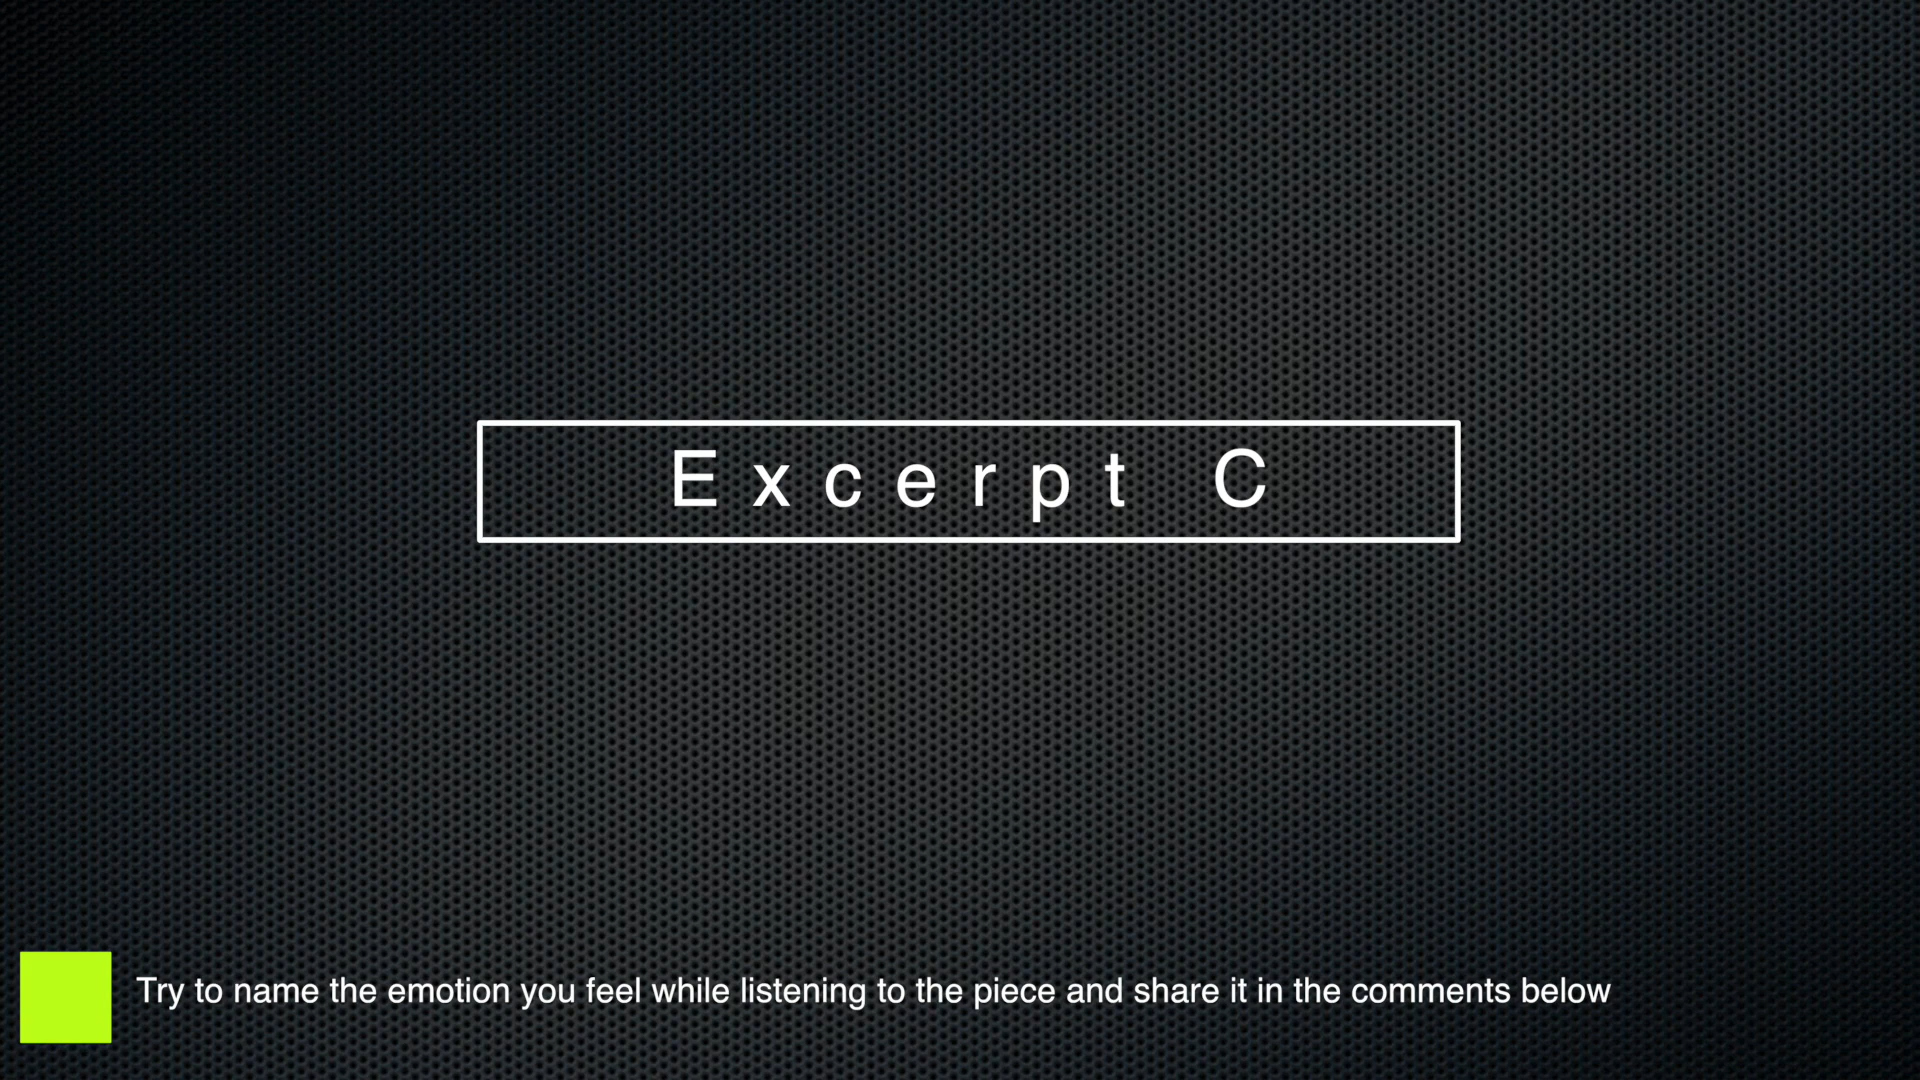 Excerpt C
Try to name the emotion you feel while listening to the piece and share it in the comments below